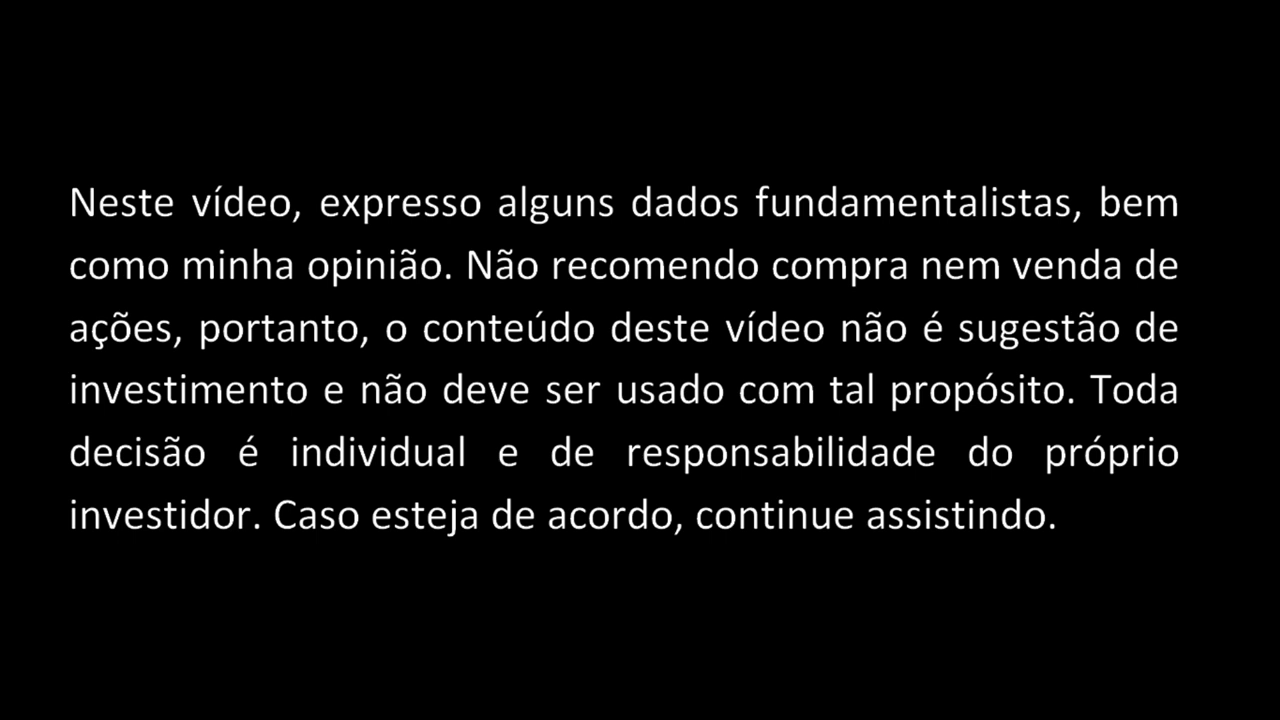 Neste vídeo, expresso alguns dados fundamentalistas, bem
como minha opinião. Não recomendo compra nem venda de
ações, portanto, o conteúdo deste vídeo não é sugestão de
investimento e não deve ser usado com tal propósito. Toda
decisão é individual e de responsabilidade do próprio
investidor. Caso esteja de acordo, continue assistindo.